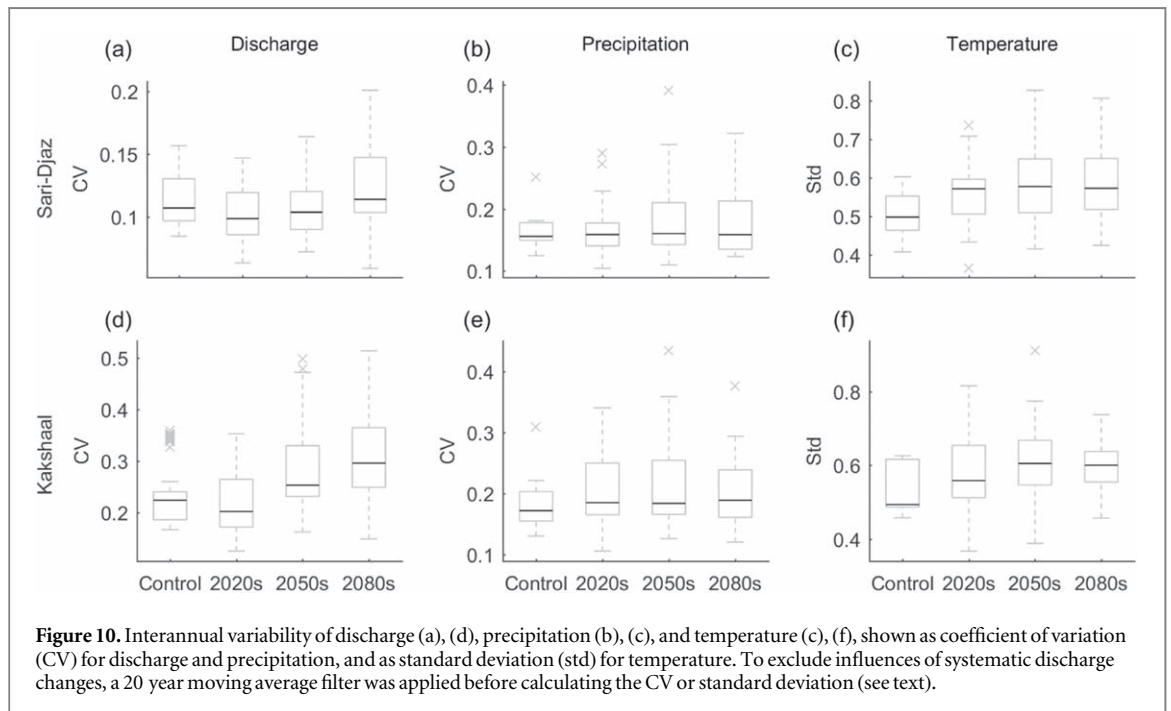 (a) Discharge (b) Precipitation (c) Temperature
Sari-Djaz
CV
0.2
0.15
0.1
CV
0.4
0.3
0.2
0.1
Std
0.8
0.7
0.6
0.5
0.4
(d) (e) (f)
Kakshaal
CV
0.5
0.4
0.3
0.2
CV
0.4
0.3
0.2
0.1
Std
0.8
0.6
0.4
Control 2020s 2050s 2080s Control 2020s 2050s 2080s Control 2020s 2050s 2080s
Figure 10. Interannual variability of discharge (a), (d), precipitation (b), (c), and temperature (c), (f), shown as coefficient of variation
(CV) for discharge and precipitation, and as standard deviation (std) for temperature. To exclude influences of systematic discharge
changes, a 20 year moving average filter was applied before calculating the CV or standard deviation (see text).